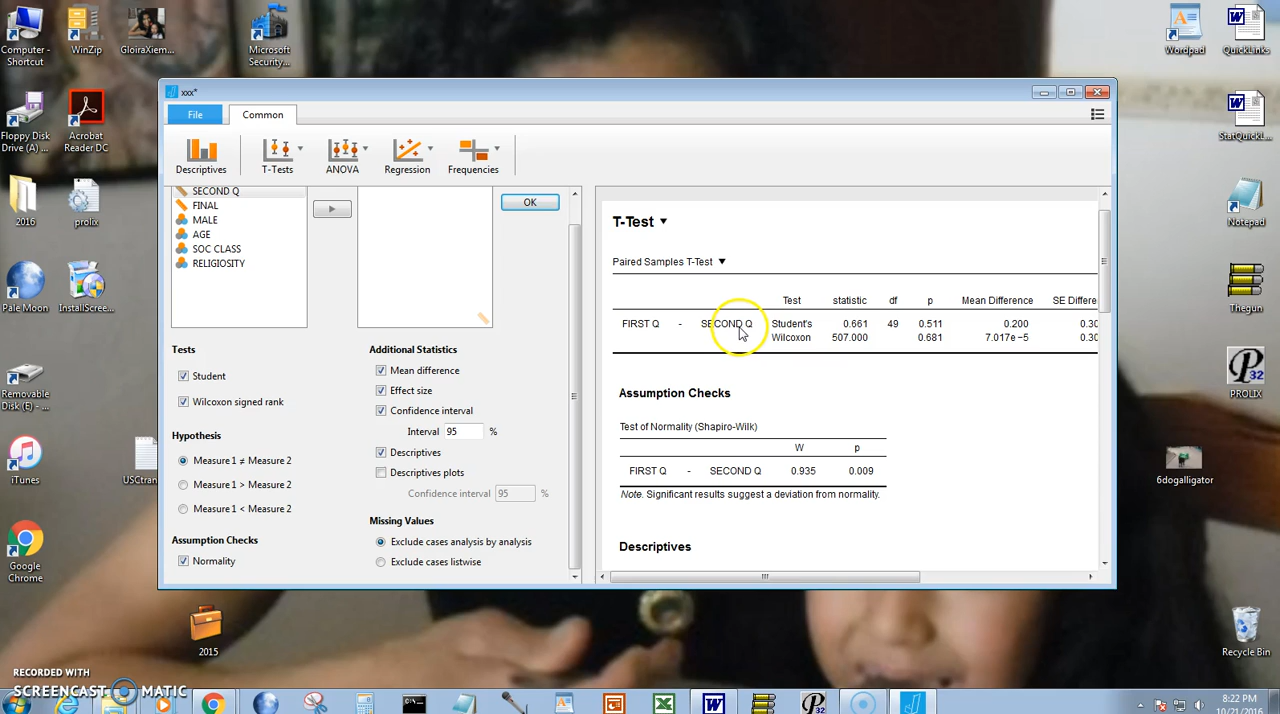 Computer - Shortcut
WinZip
GloiraXiem...
Microsoft Security...
Wordpad
QuickLinks
Floppy Disk Drive (A) ...
Acrobat Reader DC
StatQuickL...
2016
prolix
Notepad
Pale Moon
InstallScree...
Thegun
Removable Disk (E) - ...
USCtran
PROLIX
iTunes
6dogalligator
Google Chrome
2015
Recycle Bin
xxx*
File
Common
Descriptives
T-Tests
ANOVA
Regression
Frequencies
SECOND Q
FINAL
MALE
AGE
SOC CLASS
RELIGIOSITY
OK
Tests
Student
Wilcoxon signed rank
Hypothesis
Measure 1 ≠ Measure 2
Measure 1 > Measure 2
Measure 1 < Measure 2
Assumption Checks
Normality
Additional Statistics
Mean difference
Effect size
Confidence interval
Interval 95 %
Descriptives
Descriptives plots
Confidence interval 95 %
Missing Values
Exclude cases analysis by analysis
Exclude cases listwise
T-Test
Paired Samples T-Test
Test statistic df p Mean Difference SE Differe
FIRST Q - SECOND Q Student's 0.661 49 0.511 0.200 0.30
Wilcoxon 507.000 0.681 7.017e -5 0.30
Assumption Checks
Test of Normality (Shapiro-Wilk)
W p
FIRST Q - SECOND Q 0.935 0.009
Note. Significant results suggest a deviation from normality.
Descriptives
RECORDED WITH
SCREENCAST MATIC
8:22 PM
10/21/2016